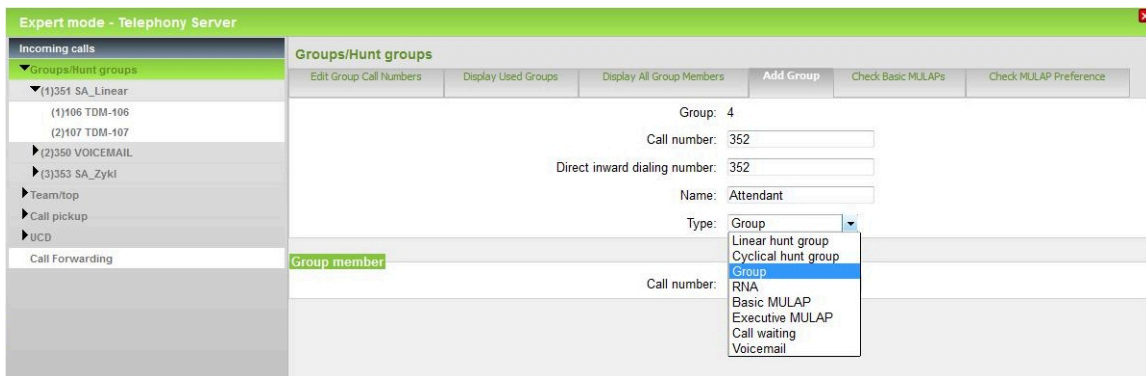 Expert mode - Telephony Server
Incoming calls
Groups/Hunt groups
(1)351 SA_Linear
(1)106 TDM-106
(2)107 TDM-107
(2)350 VOICEMAIL
(3)353 SA_Zykl
Team/top
Call pickup
UCD
Call Forwarding
Groups/Hunt groups
Edit Group Call Numbers Display Used Groups Display All Group Members Add Group Check Basic MULAPs Check MULAP Preference
Group: 4
Call number: 352
Direct inward dialing number: 352
Name: Attendant
Type: Group
Linear hunt group
Cyclical hunt group
Group
RNA
Basic MULAP
Executive MULAP
Call waiting
Voicemail
Group member
Call number: